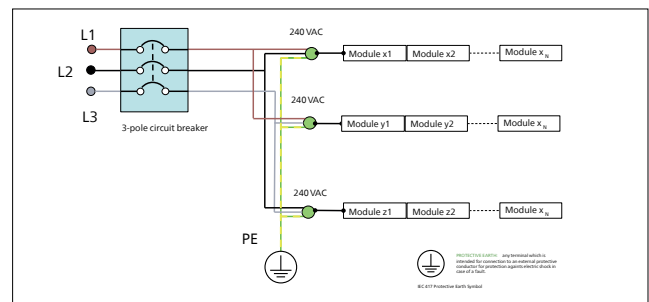 L1
L2
L3
3-pole circuit breaker
240 VAC
Module x1 Module x2 Module x N
240 VAC
Module y1 Module y2 Module x N
240 VAC
Module z1 Module z2 Module x N
PE
PROTECTIVE EARTH: any terminal which is
intended for connection to an external protective
conductor for protection againts electric shock in
case of a fault.
IEC 417 Protective Earth Symbol